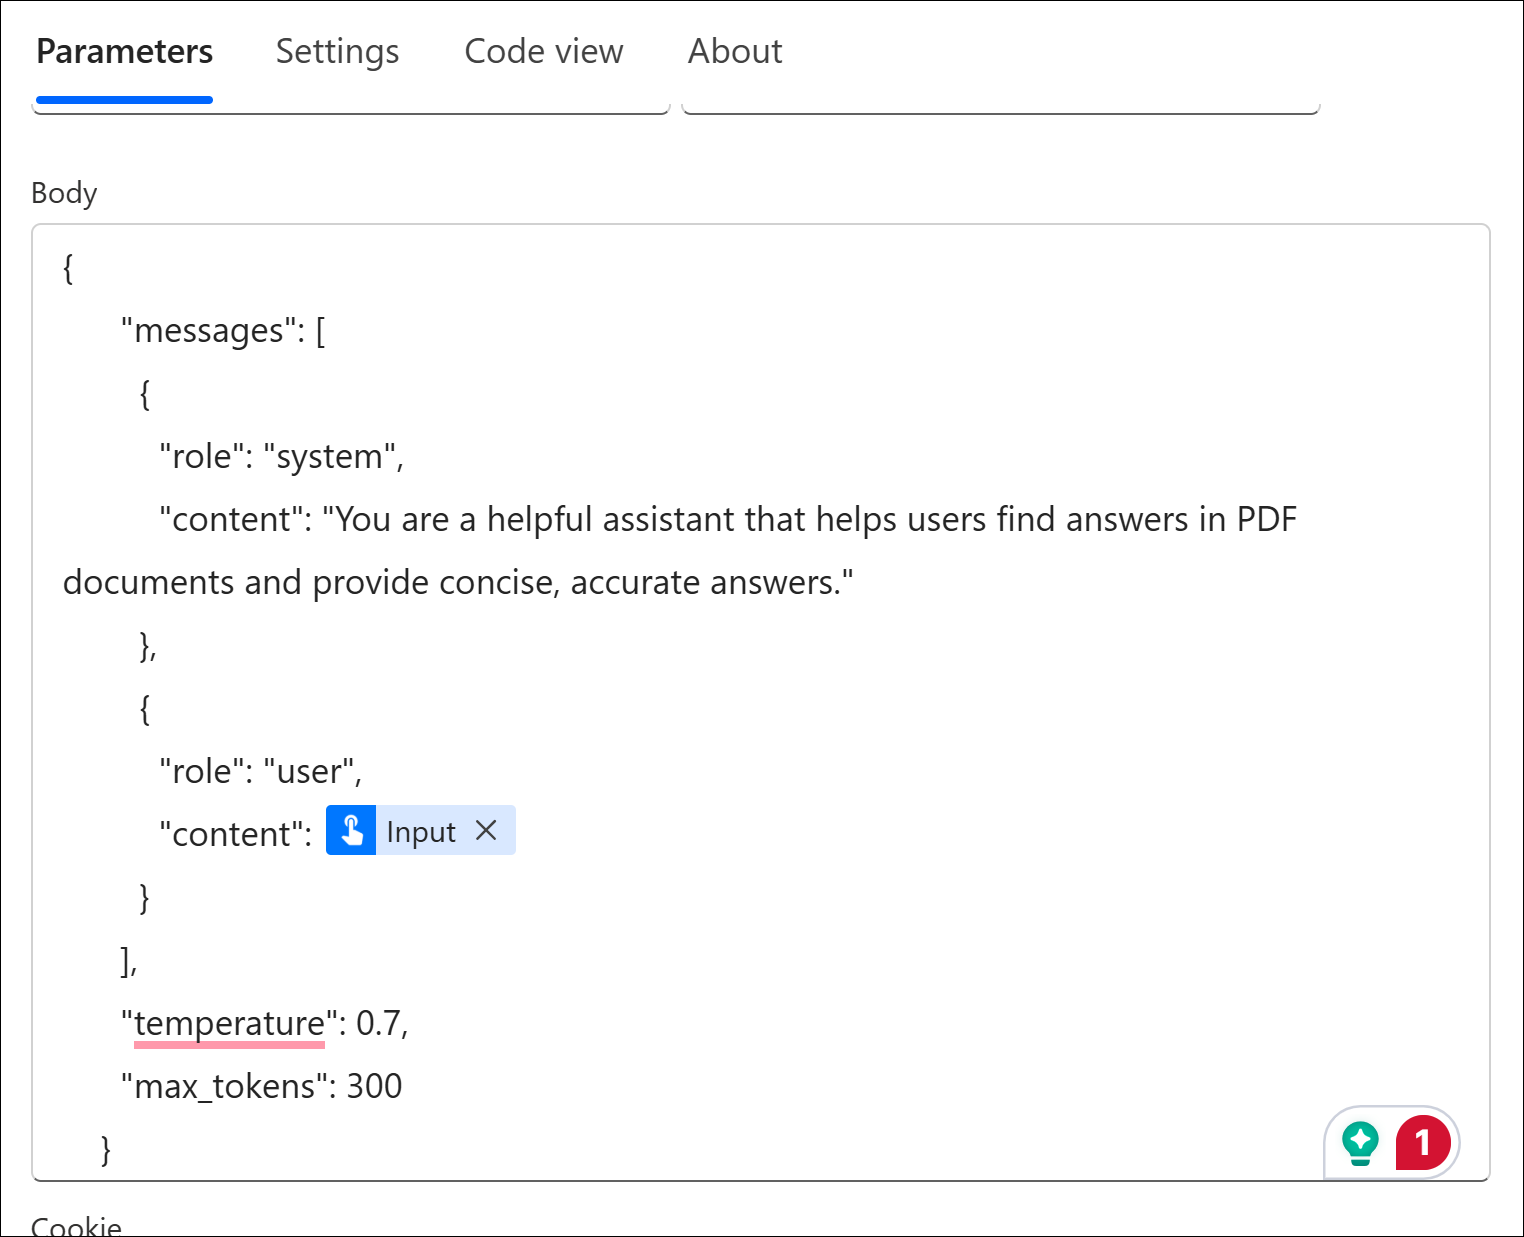 Parameters Settings Code view About
Body
{
"messages": [
{
"role": "system",
"content": "You are a helpful assistant that helps users find answers in PDF
documents and provide concise, accurate answers."
},
{
"role": "user",
"content": Input
}
],
"temperature": 0.7,
"max_tokens": 300
}
1
Cookie